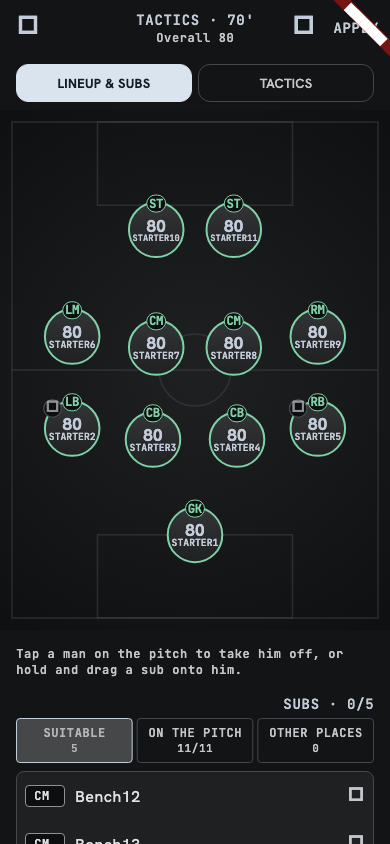 TACTICS · 70'
Overall 80
LINEUP & SUBS
TACTICS
ST ST
80 80
STARTER10 STARTER11
LM CM CM RM
80 80 80 80
STARTER6 STARTER7 STARTER8 STARTER9
LB CB CB RB
80 80 80 80
STARTER2 STARTER3 STARTER4 STARTER5
GK
80
STARTER1
Tap a man on the pitch to take him off, or
hold and drag a sub onto him.
SUBS · 0/5
SUITABLE ON THE PITCH OTHER PLACES
5 11/11 0
CM Bench12